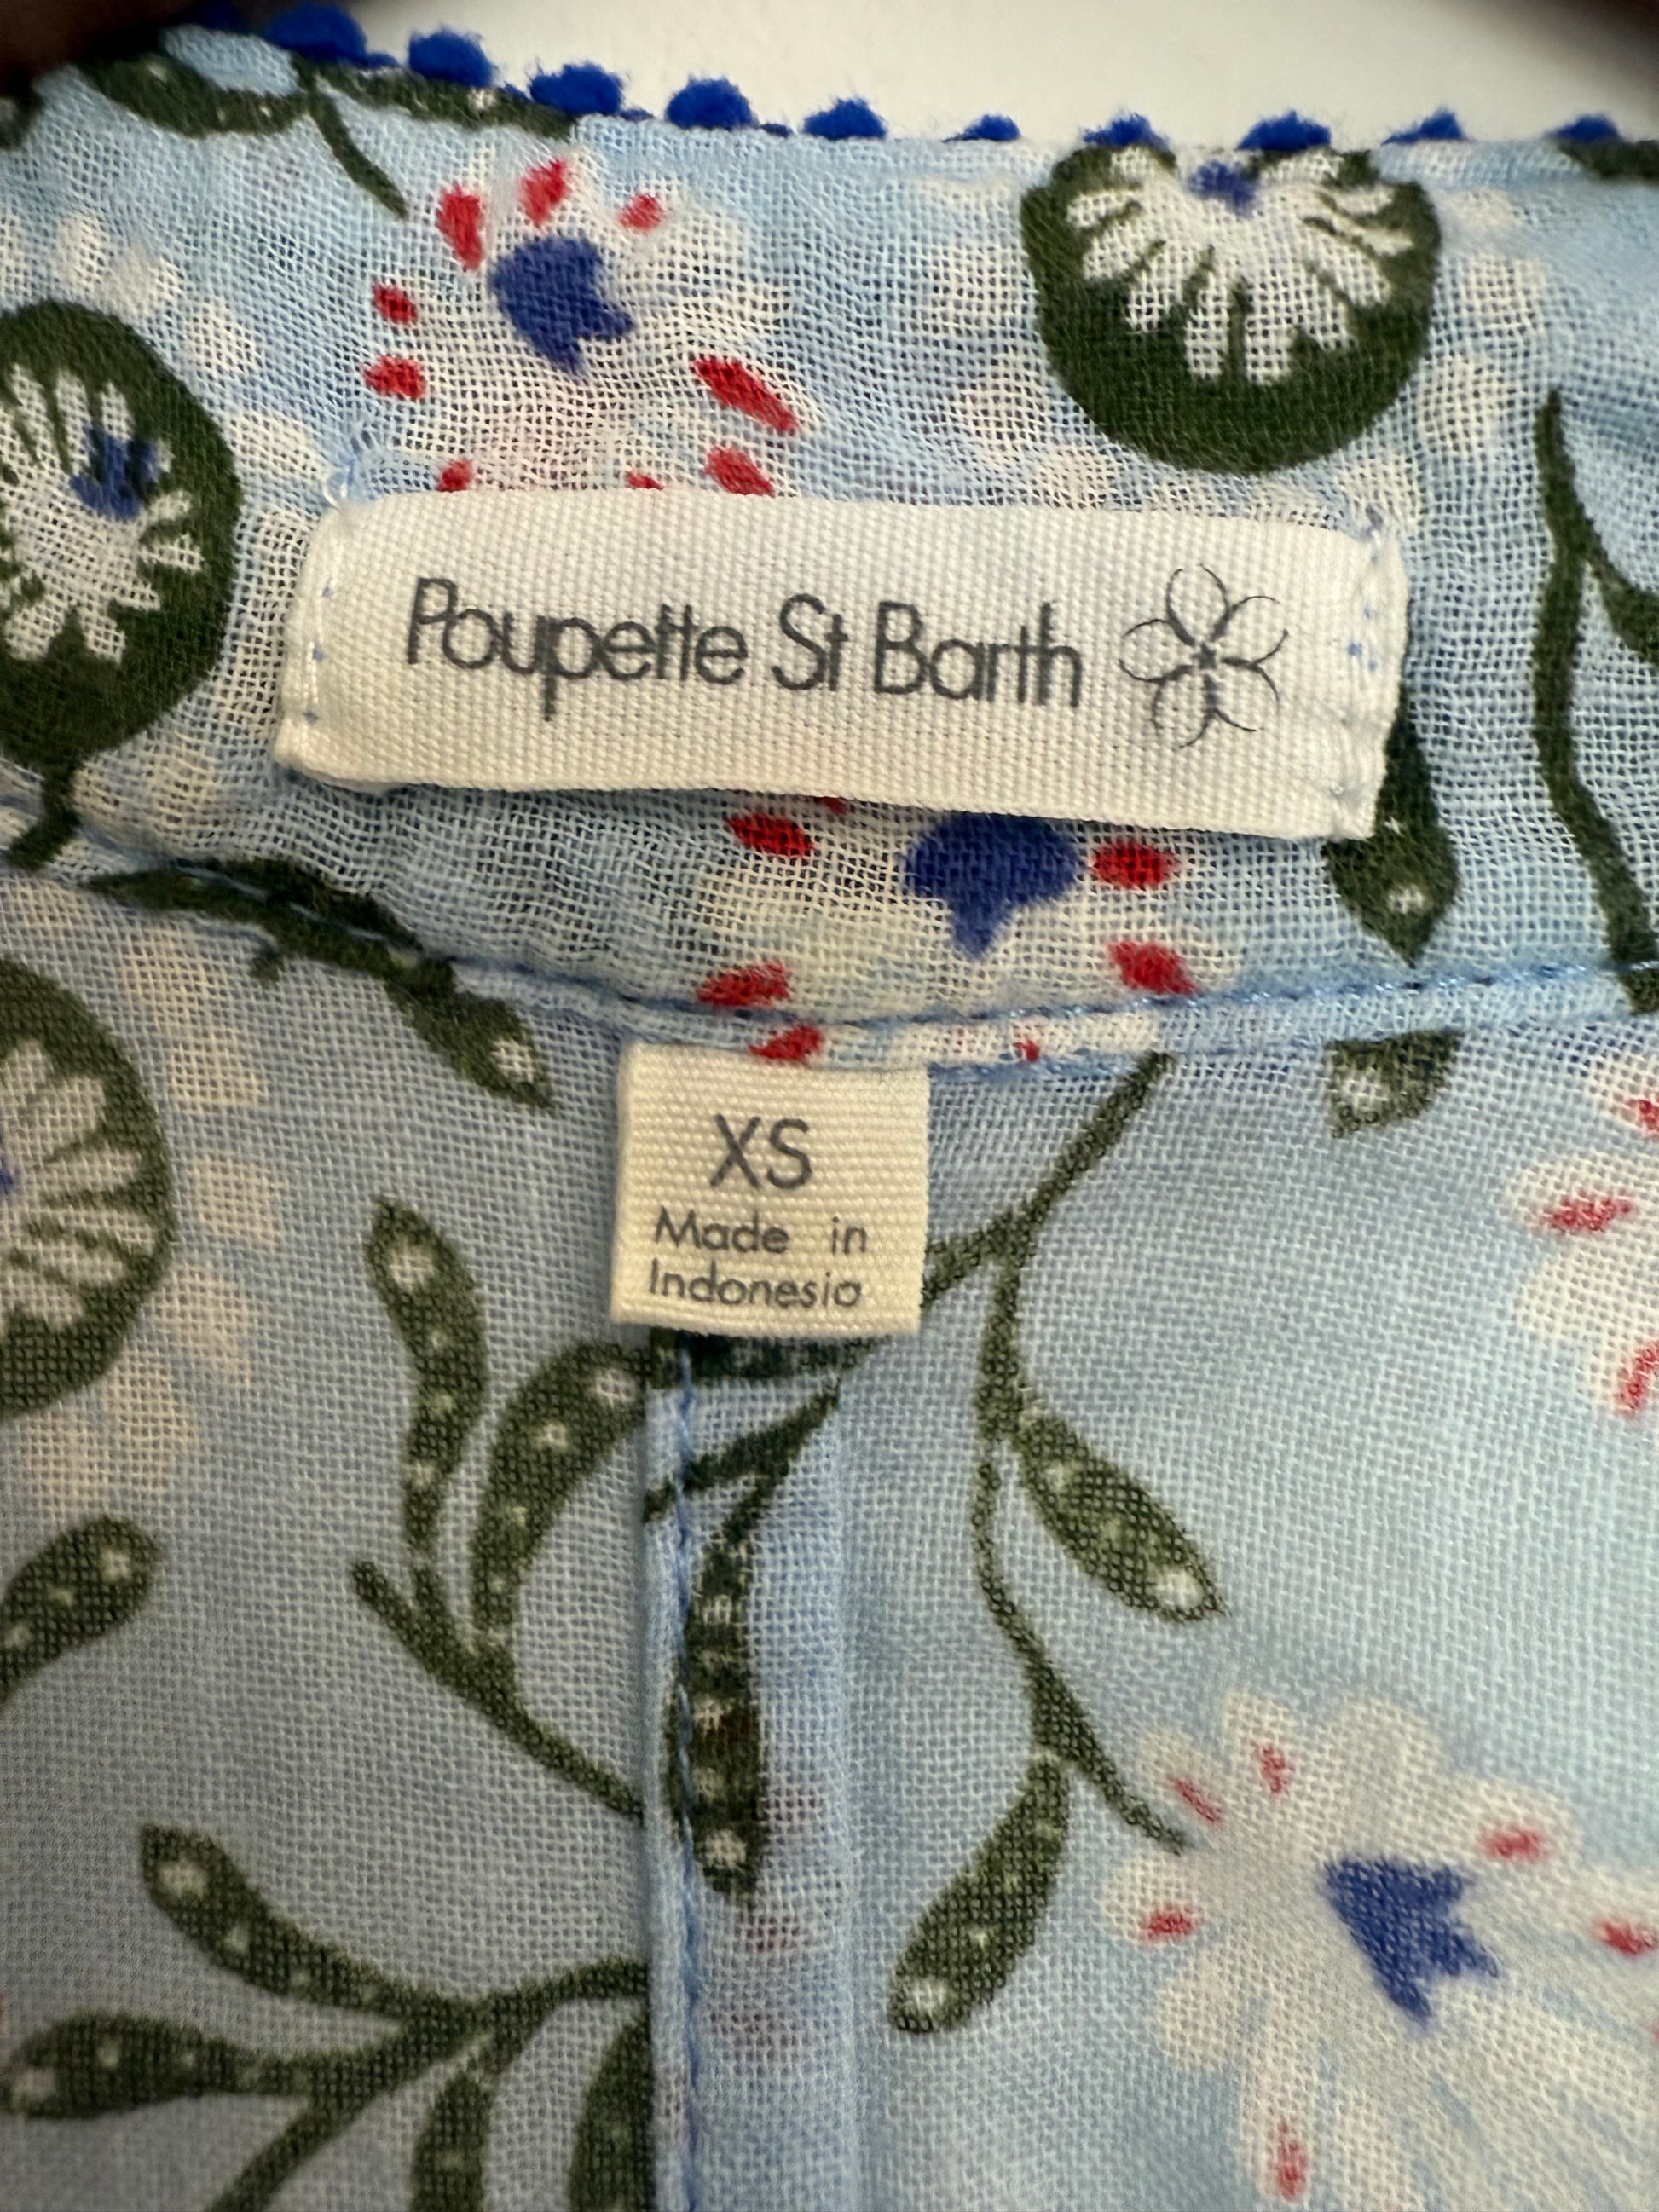 Poupette St Barth
XS
Made in
Indonesia